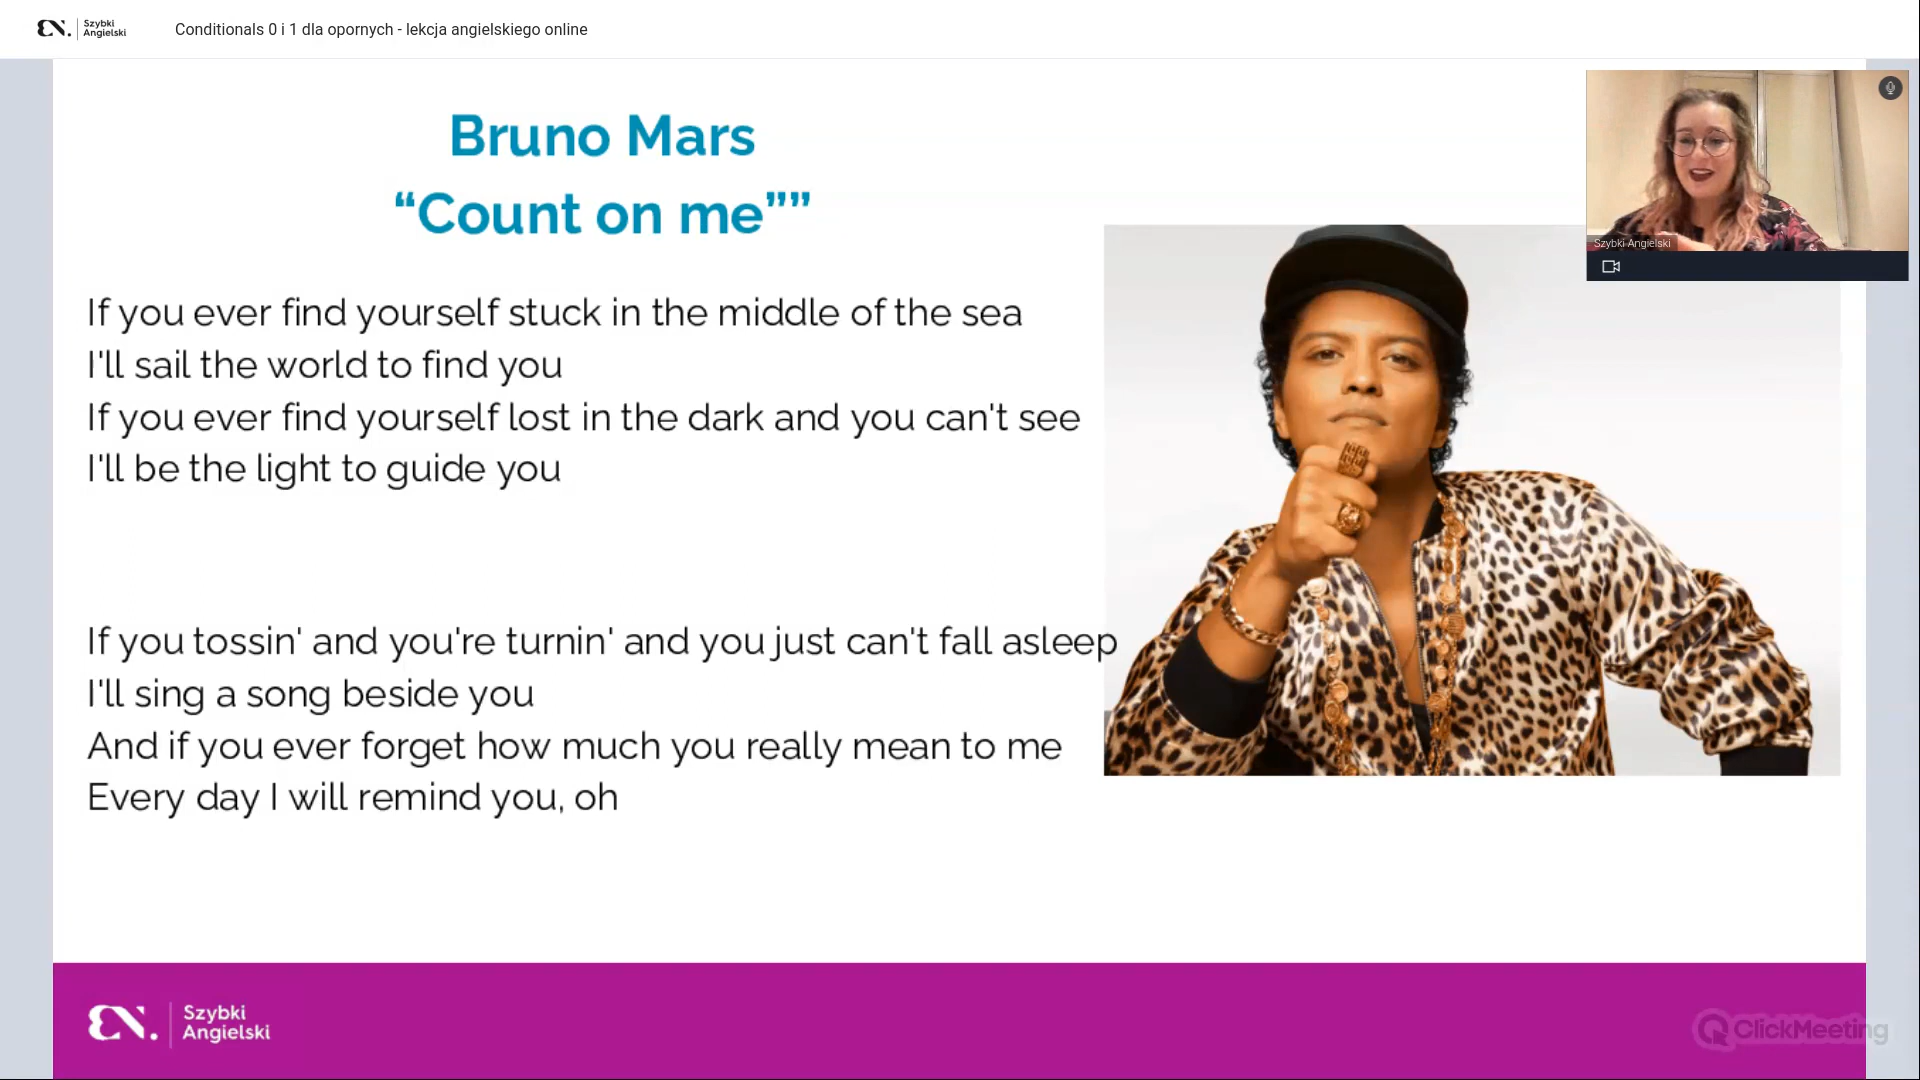 Szybki
Angielski
Conditionals 0 i 1 dla opornych - lekcja angielskiego online
Bruno Mars
“Count on me””
Szybki Angielski
If you ever find yourself stuck in the middle of the sea
I'll sail the world to find you
If you ever find yourself lost in the dark and you can't see
I'll be the light to guide you
If you tossin' and you're turnin' and you just can't fall asleep
I'll sing a song beside you
And if you ever forget how much you really mean to me
Every day I will remind you, oh
Szybki
Angielski
ClickMeeting